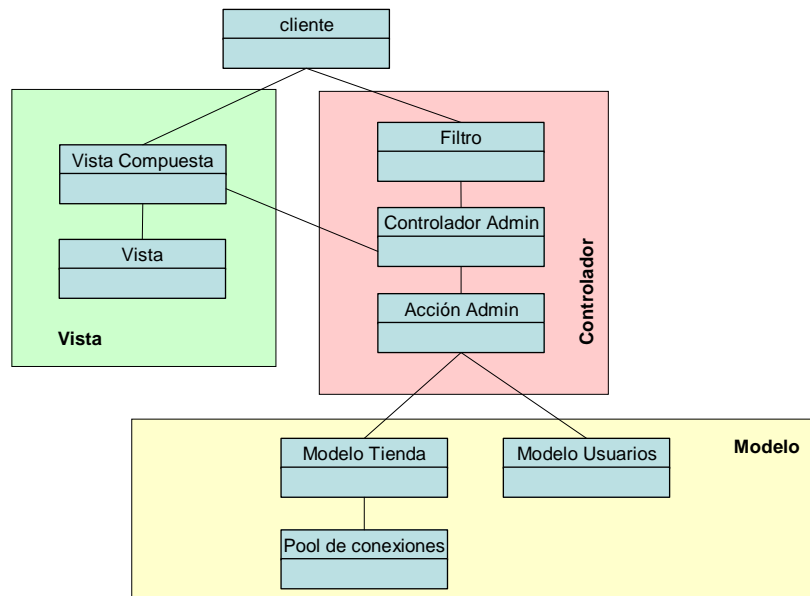 cliente
Vista Compuesta
Vista
Vista
Filtro
Controlador Admin
Acción Admin
Controlador
Modelo Tienda
Modelo Usuarios
Modelo
Pool de conexiones